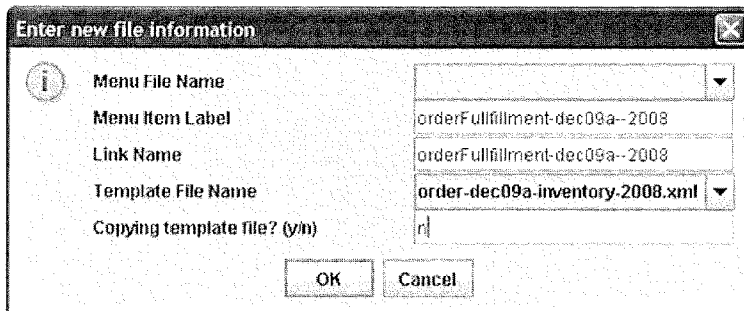 Enter new file information
Menu File Name
Menu Item Label orderFullfillment-dec09a--2008
Link Name orderFullfillment-dec09a--2008
Template File Name order-dec09a-inventory-2008.xml
Copying template file? (y/n) n
OK Cancel